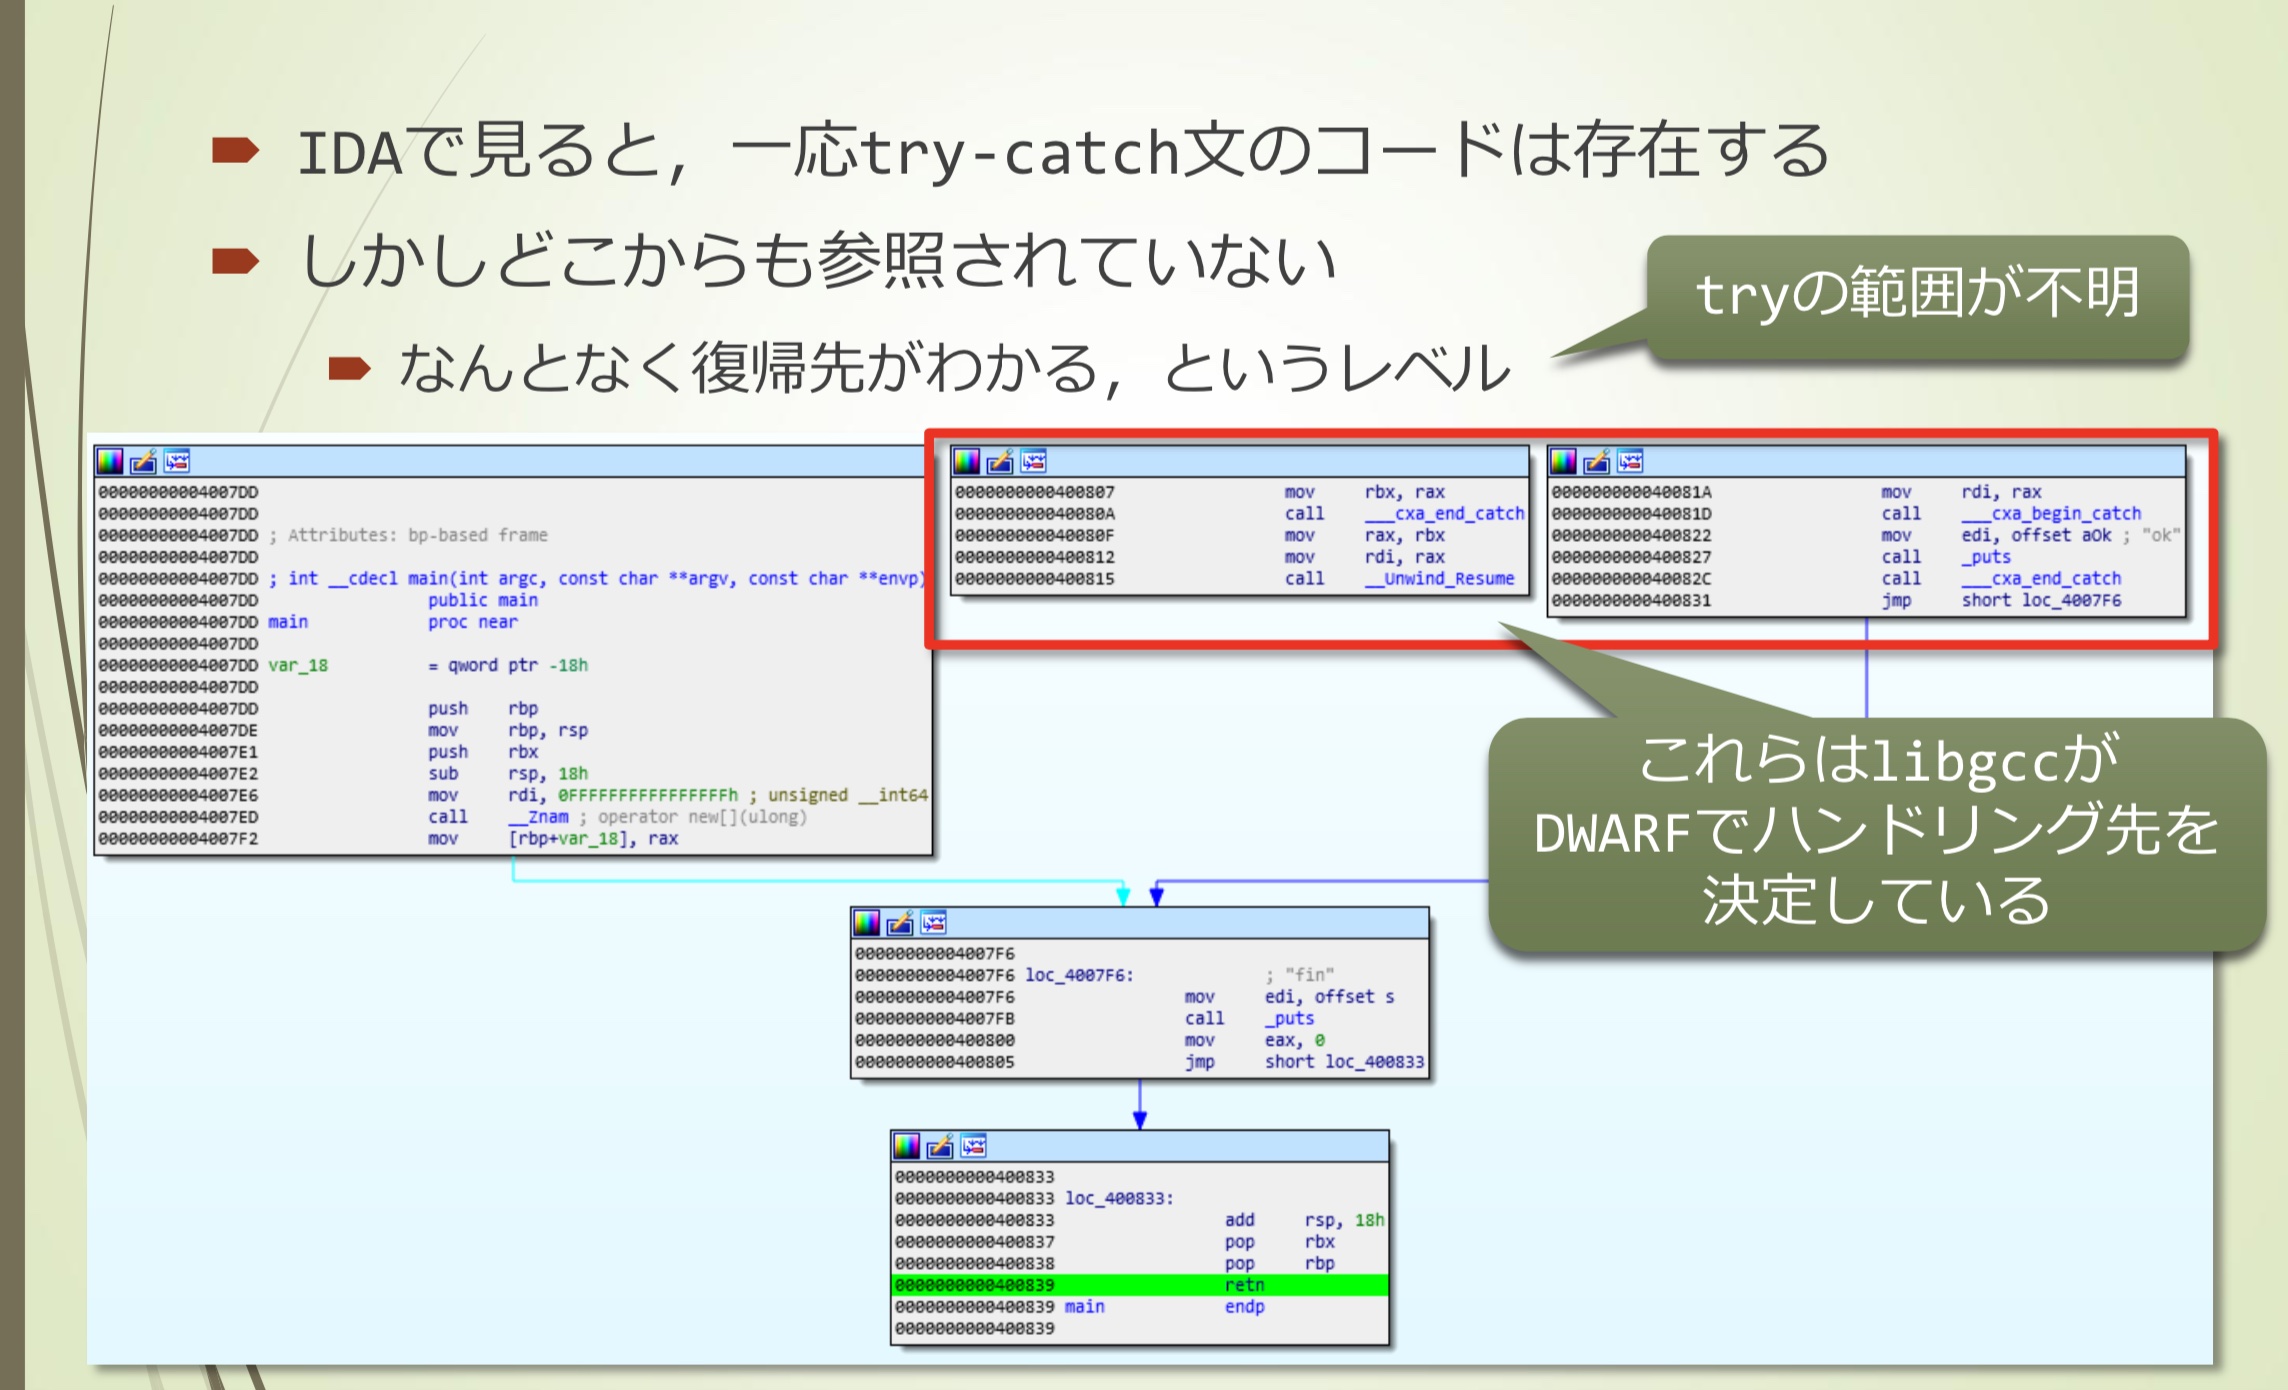 IDAで見ると，一応try-catch文のコードは存在する
しかしどこからも参照されていない
なんとなく復帰先がわかる，というレベル
tryの範囲が不明
00000000004007DD
00000000004007DD
00000000004007DD ; Attributes: bp-based frame
00000000004007DD
00000000004007DD ; int __cdecl main(int argc, const char **argv, const char **envp)
00000000004007DD public main
00000000004007DD main proc near
00000000004007DD
00000000004007DD var_18 = qword ptr -18h
00000000004007DD
00000000004007DD push rbp
00000000004007DE mov rbp, rsp
00000000004007E1 push rbx
00000000004007E2 sub rsp, 18h
00000000004007E6 mov rdi, 0FFFFFFFFFFFFFFFFh ; unsigned __int64
00000000004007ED call __Znam ; operator new[](ulong)
00000000004007F2 mov [rbp+var_18], rax
0000000000400807 mov rbx, rax
000000000040080A call ___cxa_end_catch
000000000040080F mov rax, rbx
0000000000400812 mov rdi, rax
0000000000400815 call __Unwind_Resume
000000000040081A mov rdi, rax
000000000040081D call ___cxa_begin_catch
0000000000400822 mov edi, offset aOk ; "ok"
0000000000400827 call _puts
000000000040082C call ___cxa_end_catch
0000000000400831 jmp short loc_4007F6
これらはlibgccが
DWARFでハンドリング先を
決定している
00000000004007F6
00000000004007F6 loc_4007F6: ; "fin"
00000000004007F6 mov edi, offset s
00000000004007FB call _puts
0000000000400800 mov eax, 0
0000000000400805 jmp short loc_400833
0000000000400833
0000000000400833 loc_400833:
0000000000400833 add rsp, 18h
0000000000400837 pop rbx
0000000000400838 pop rbp
0000000000400839 retn
0000000000400839 main endp
0000000000400839